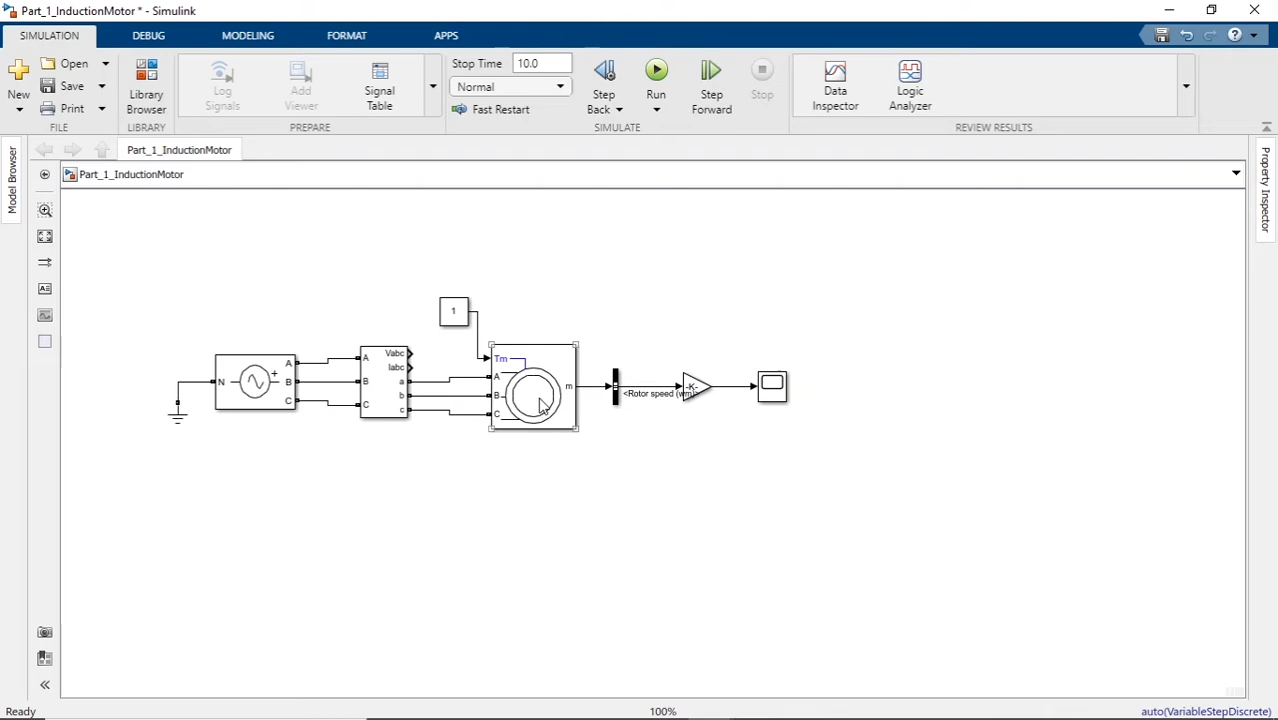 Part_1_InductionMotor * - Simulink
SIMULATION DEBUG MODELING FORMAT APPS
New
Open
Save
Print
FILE
Library Browser
LIBRARY
Log Signals
Add Viewer
Signal Table
PREPARE
Stop Time 10.0
Normal
Fast Restart
Step Back
Run
Step Forward
Stop
SIMULATE
Data Inspector
Logic Analyzer
REVIEW RESULTS
Model Browser
Part_1_InductionMotor
Part_1_InductionMotor
Property Inspector
1
N
A
B
C
A
B
C
Vabc
Iabc
a
b
c
Tm
A
B
C
m
<Rotor speed (wm)>
-K-
Ready
100%
auto(VariableStepDiscrete)